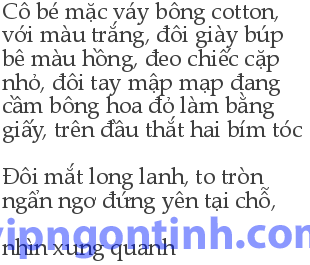 Cô bé mặc váy bông cotton,
với màu trắng, đôi giày búp
bê màu hồng, đeo chiếc cặp
nhỏ, đôi tay mập mạp đang
cầm bông hoa đỏ làm bằng
giấy, trên đầu thắt hai bím tóc
Đôi mắt long lanh, to tròn
ngẩn ngơ đứng yên tại chỗ,
vipngontinh.com
nhìn xung quanh